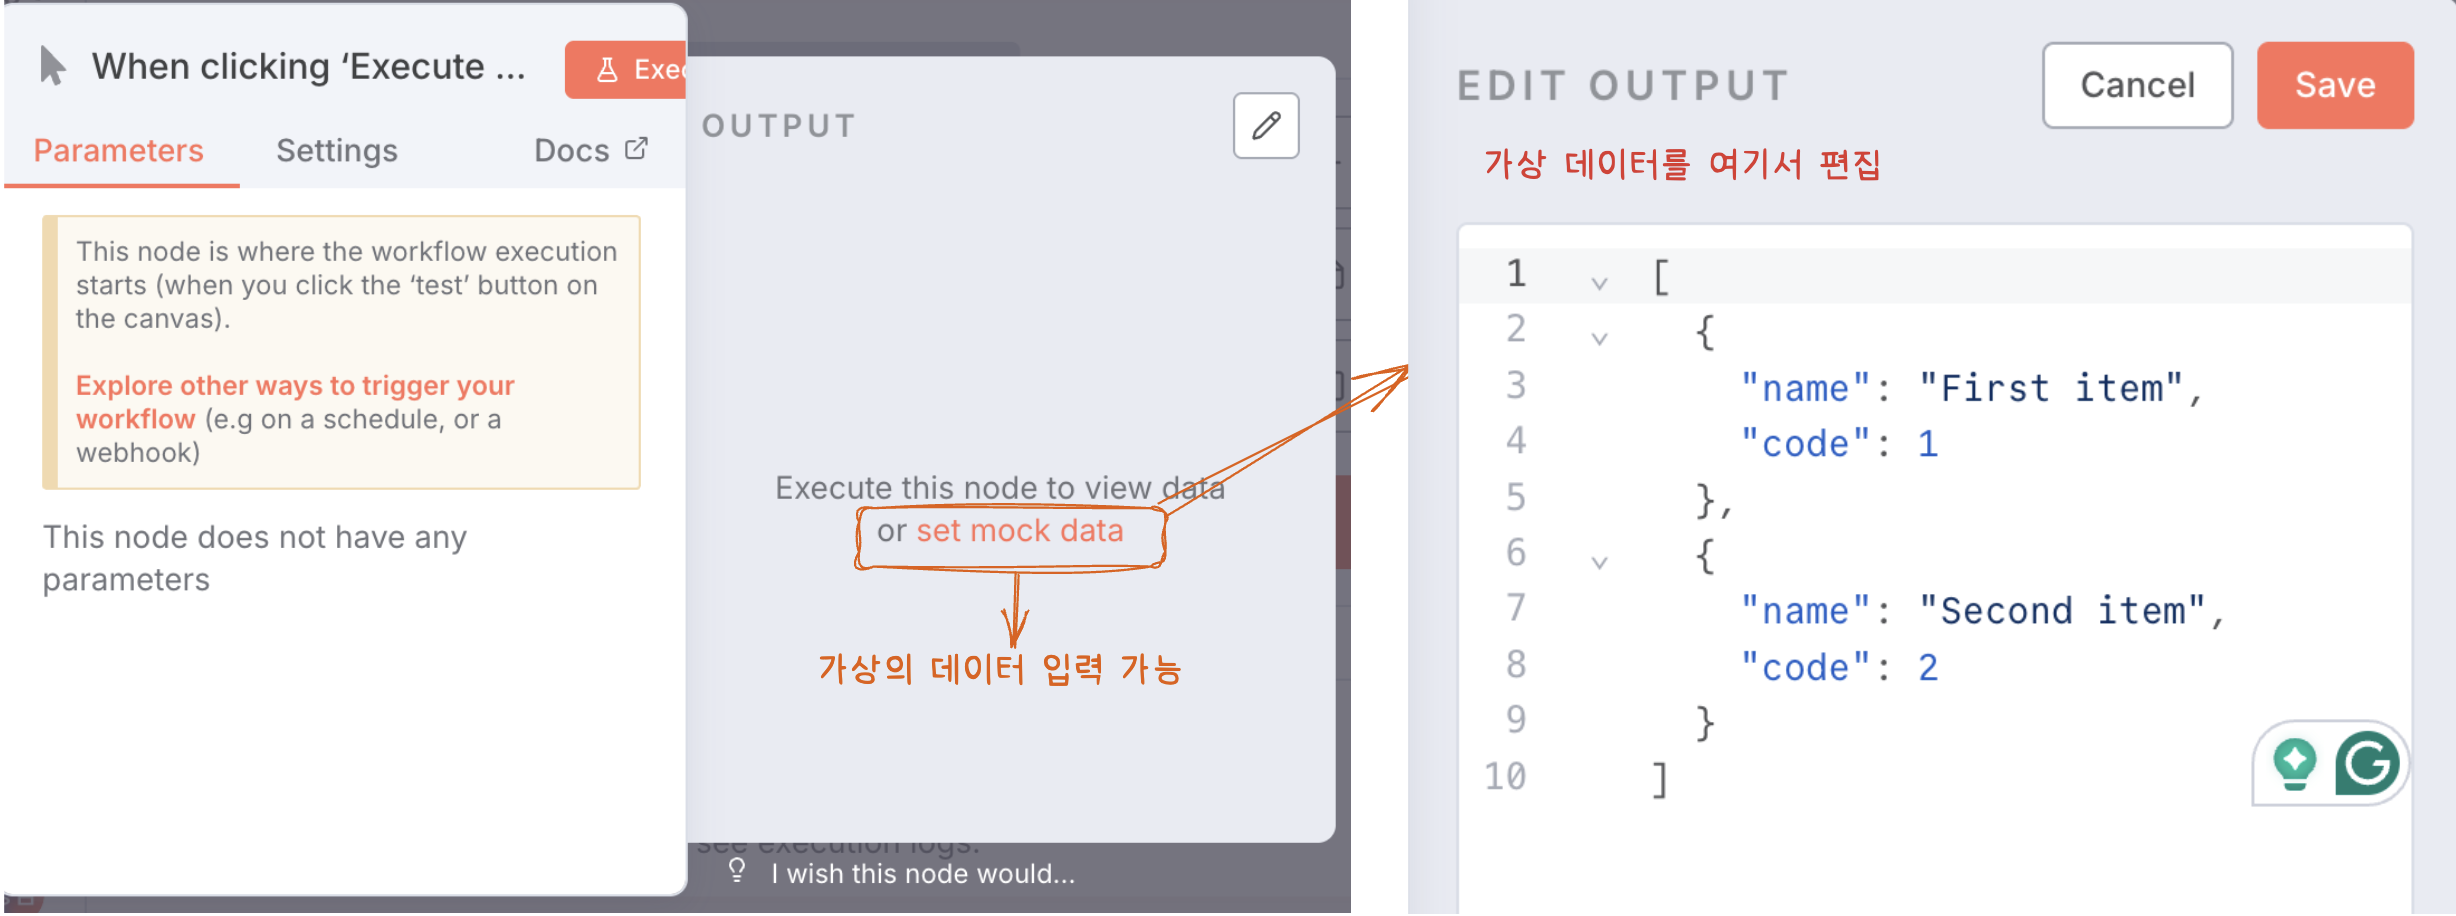 When clicking ‘Execute ...
Exec
Parameters
Settings
Docs
This node is where the workflow execution
starts (when you click the ‘test’ button on
the canvas).
Explore other ways to trigger your
workflow (e.g on a schedule, or a
webhook)
This node does not have any
parameters
OUTPUT
Execute this node to view data
or set mock data
가상의 데이터 입력 가능
see execution logs.
I wish this node would...
EDIT OUTPUT
Cancel
Save
가상 데이터를 여기서 편집
1 [
2 {
3 "name": "First item",
4 "code": 1
5 },
6 {
7 "name": "Second item",
8 "code": 2
9 }
10 ]